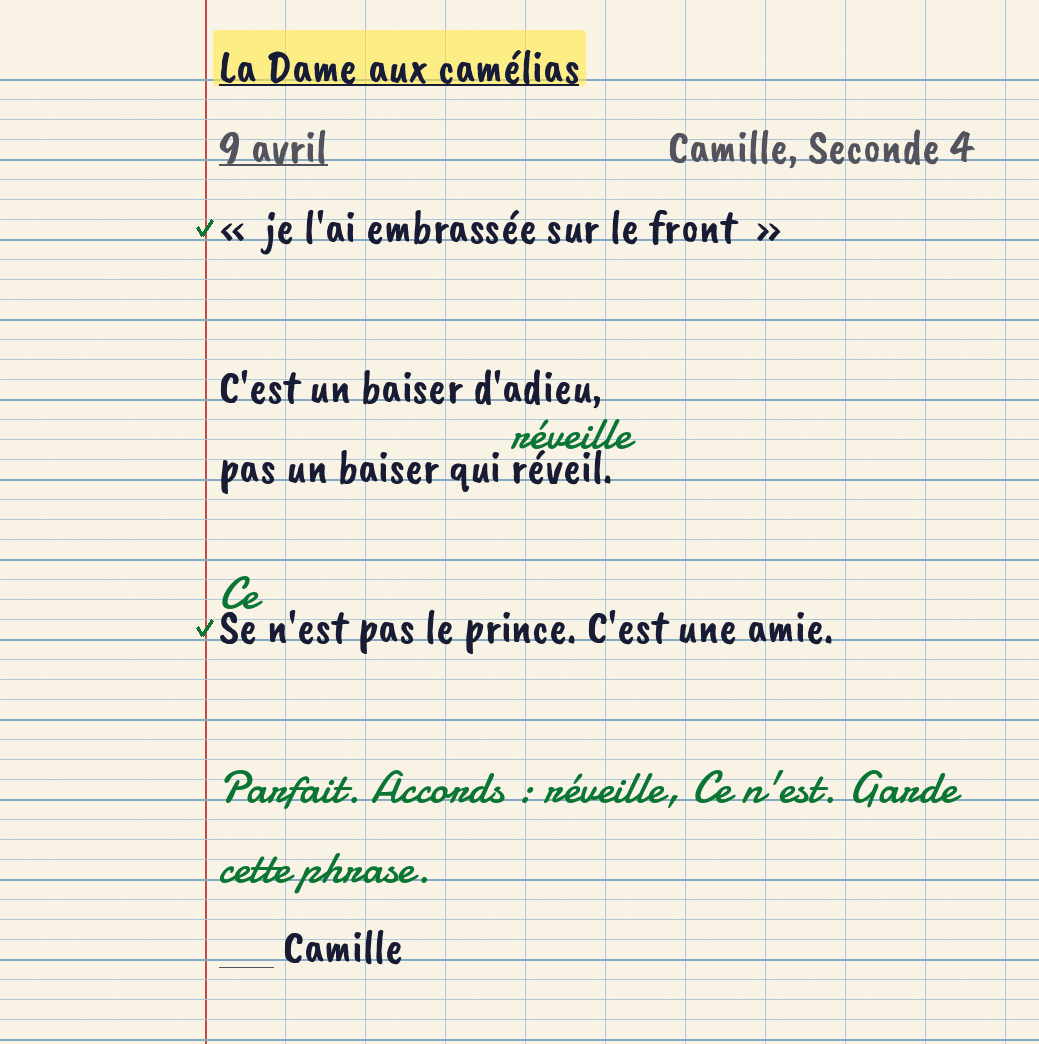 La Dame aux camélias
9 avril Camille, Seconde 4
« je l'ai embrassée sur le front »
C'est un baiser d'adieu,
réveille
pas un baiser qui réveil.
Ce
Se n'est pas le prince. C'est une amie.
Parfait. Accords : réveille, Ce n'est. Garde
cette phrase.
Camille